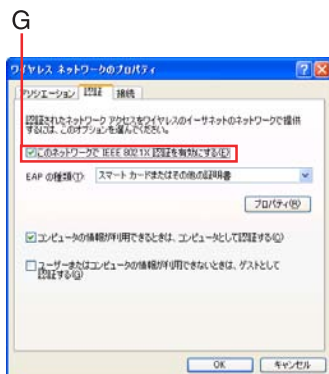 G
ワイヤレス ネットワークのプロパティ
アソシエーション 認証 接続
認証されたネットワーク アクセスをワイヤレスのイーサネットのネットワークで提供
するには、このオプションを選んでください。
このネットワークで IEEE 802.1X 認証を有効にする(E)
EAP の種類(T): スマート カードまたはその他の証明書
プロパティ(R)
コンピュータの情報が利用できるときは、コンピュータとして認証する(C)
ユーザーまたはコンピュータの情報が利用できないときは、ゲストとして
認証する(G)
OK キャンセル